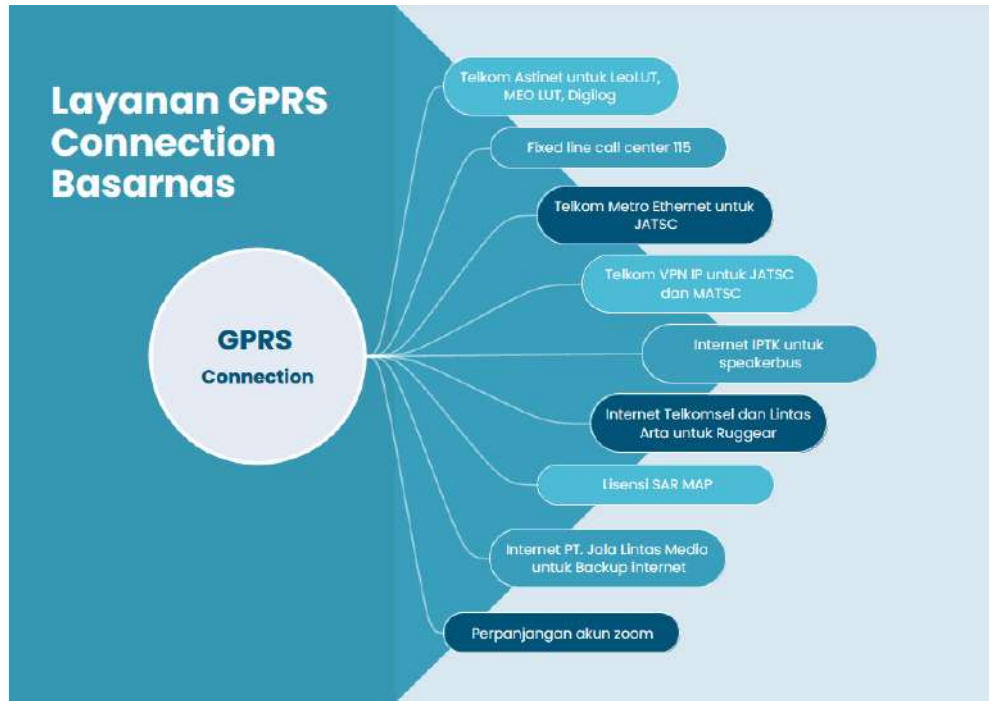 Layanan GPRS
Connection
Basarnas
GPRS
Connection
Telkom Astinet untuk LeoLUT,
MEO LUT, Digilog
Fixed line call center 115
Telkom Metro Ethernet untuk
JATSC
Telkom VPN IP untuk JATSC
dan MATSC
Internet IPTK untuk
speakerbus
Internet Telkomsel dan Lintas
Arta untuk Ruggear
Lisensi SAR MAP
Internet PT. Jala Lintas Media
untuk Backup internet
Perpanjangan akun zoom